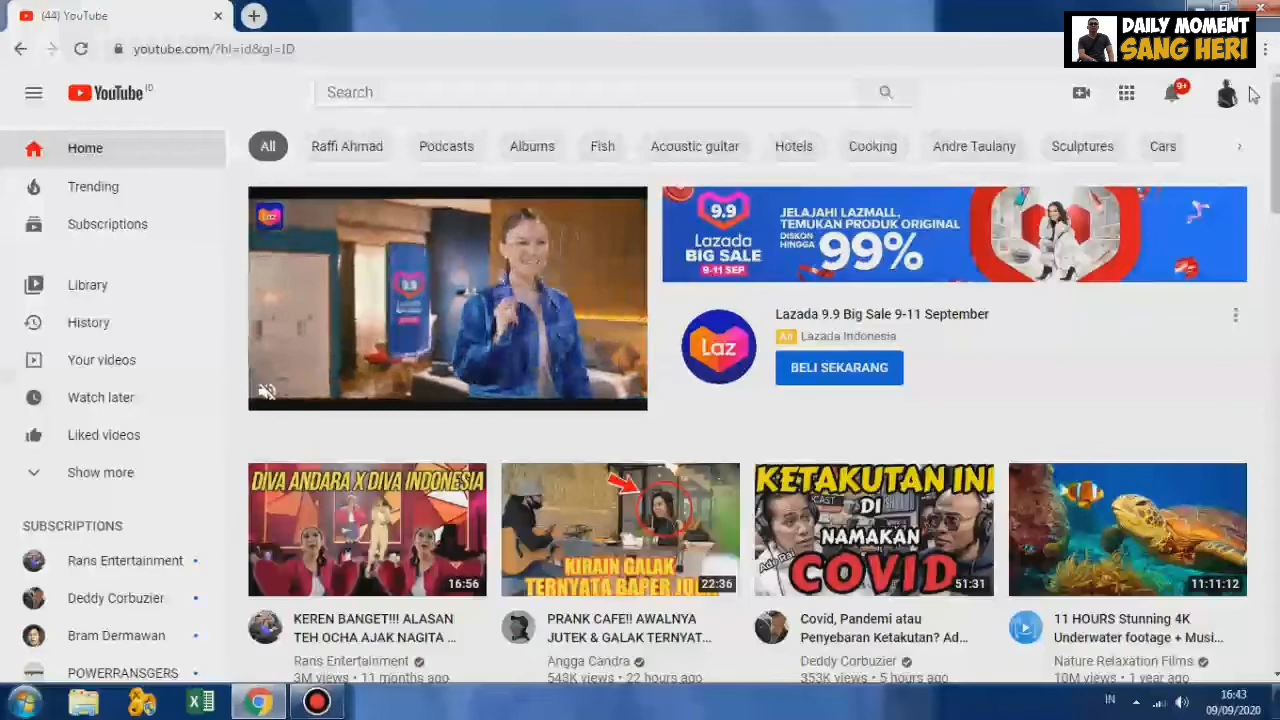 (44) YouTube
DAILY MOMENT
SANG HERI
youtube.com/?hl=id&gl=ID
YouTube ID
Search
9+
Home
Trending
Subscriptions
Library
History
Your videos
Watch later
Liked videos
Show more
SUBSCRIPTIONS
Rans Entertainment
Deddy Corbuzier
Bram Dermawan
POWERRANSGERS
All
Raffi Ahmad
Podcasts
Albums
Fish
Acoustic guitar
Hotels
Cooking
Andre Taulany
Sculptures
Cars
Laz
9.9
Lazada
BIG SALE
9-11 SEP
JELAJAHI LAZMALL,
TEMUKAN PRODUK ORIGINAL
DISKON
HINGGA
99%
Laz
Lazada 9.9 Big Sale 9-11 September
Ad Lazada Indonesia
BELI SEKARANG
DIVA ANDARA X DIVA INDONESIA
16:56
KEREN BANGET!!! ALASAN
TEH OCHA AJAK NAGITA ...
Rans Entertainment
3M views • 11 months ago
KIRAIN GALAK
TERNYATA BAPER JUGA
22:36
PRANK CAFE!! AWALNYA
JUTEK & GALAK TERNYAT...
Angga Candra
543K views • 22 hours ago
KETAKUTAN INI
DI
NAMAKAN
COVID
Ade Rai
51:31
Covid, Pandemi atau
Penyebaran Ketakutan? Ad...
Deddy Corbuzier
353K views • 5 hours ago
11:11:12
11 HOURS Stunning 4K
Underwater footage + Musi...
Nature Relaxation Films
10M views • 1 year ago
IN
16:43
09/09/2020